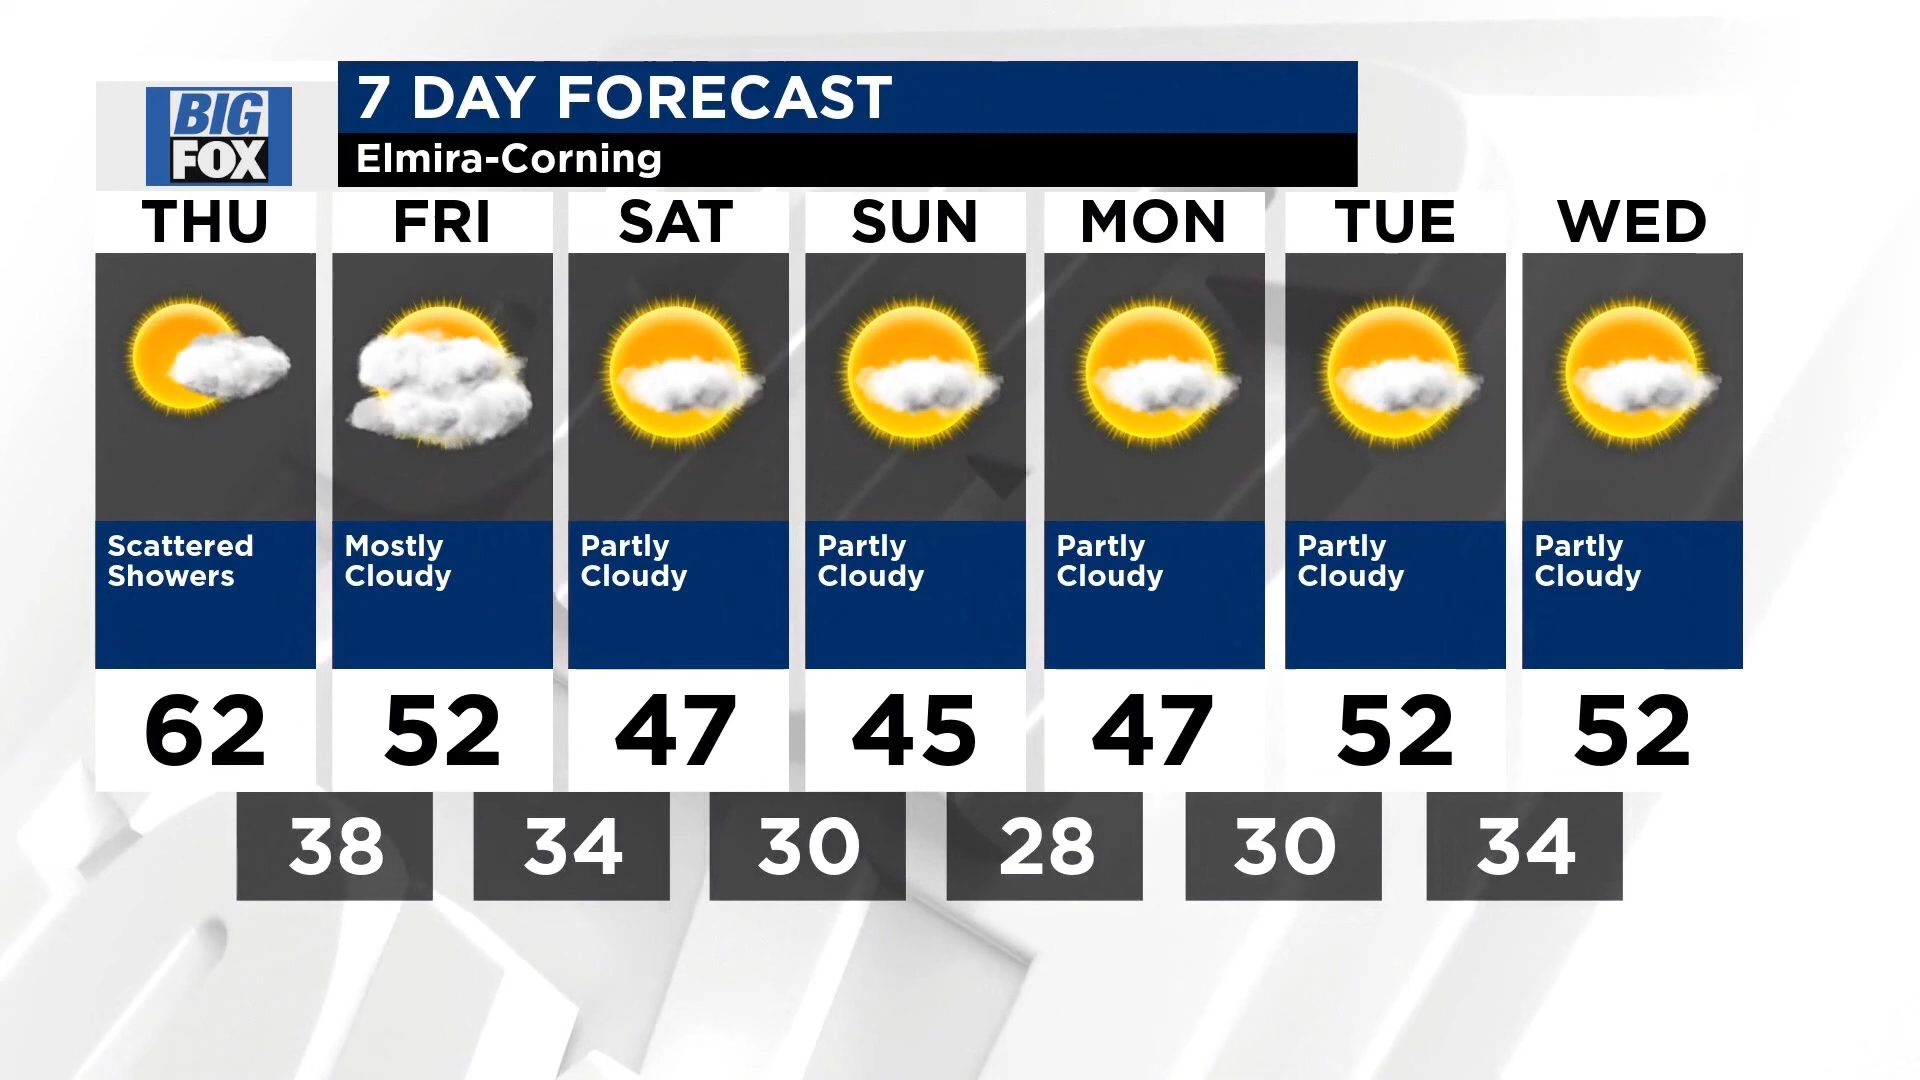 BIG
FOX
7 DAY FORECAST
Elmira-Corning
THU FRI SAT SUN MON TUE WED
Scattered
Showers
Mostly
Cloudy
Partly
Cloudy
Partly
Cloudy
Partly
Cloudy
Partly
Cloudy
Partly
Cloudy
62 52 47 45 47 52 52
38 34 30 28 30 34